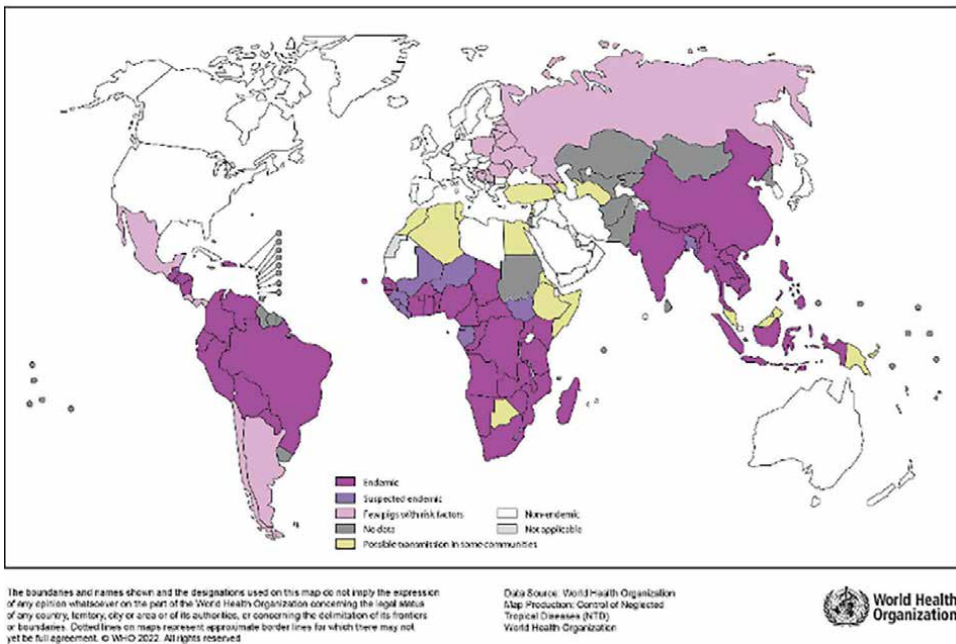 Endemic
Suspected endemic
Few pigs with risk factors
No data
Possible transmission in some communities
Non-endemic
Not applicable
The boundaries and names shown and the designations used on this map do not imply the expression
of any opinion whatsoever on the part of the World Health Organization concerning the legal status
of any country, territory, city or area or of its authorities, or concerning the delimitation of its frontiers
or boundaries. Dotted lines on maps represent approximate border lines for which there may not
yet be full agreement. © WHO 2022. All rights reserved
Data Source: World Health Organization
Map Production: Control of Neglected
Tropical Diseases (NTD)
World Health Organization
World Health
Organization